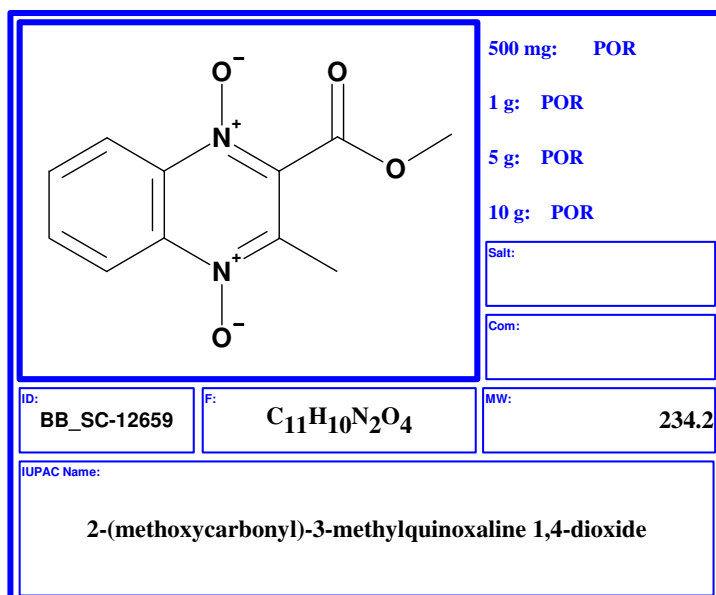 O−
N+
O
O
N+
O−
500 mg: POR
1 g: POR
5 g: POR
10 g: POR
Salt:
Com:
ID:
BB_SC-12659
F:
C11H10N2O4
MW:
234.2
IUPAC Name:
2-(methoxycarbonyl)-3-methylquinoxaline 1,4-dioxide